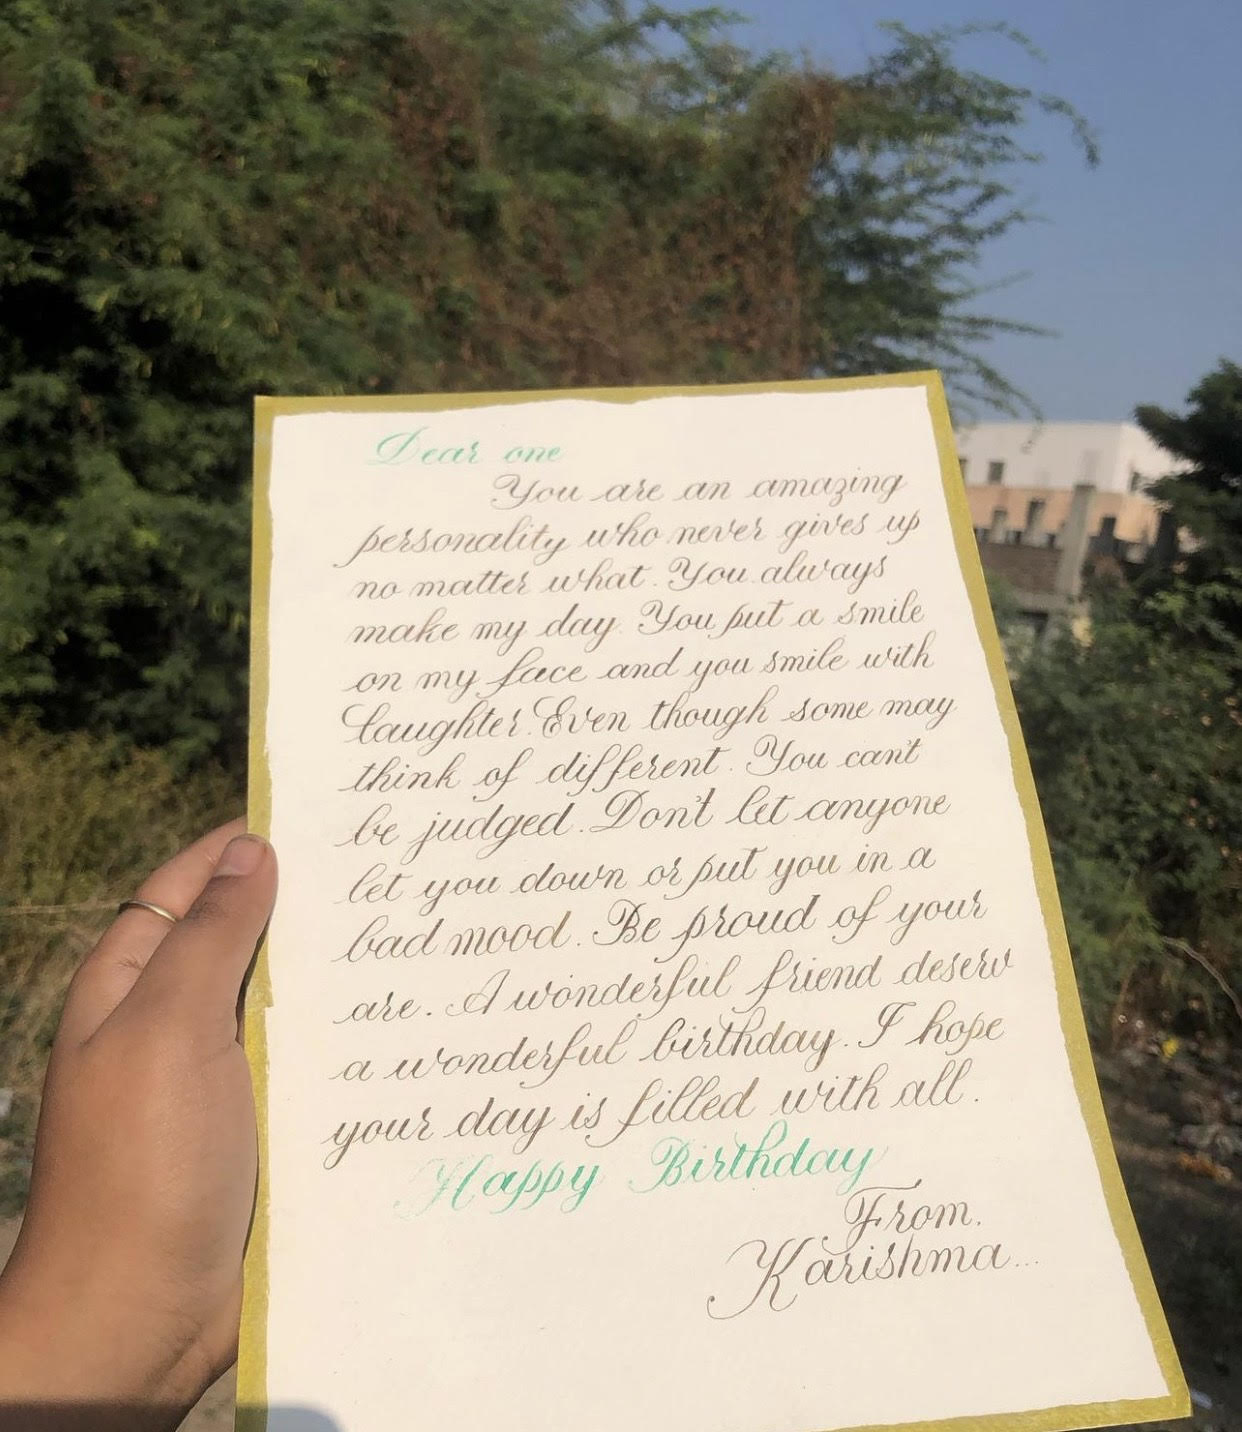 Dear one
You are an amazing
personality who never gives up
no matter what. You always
make my day. You put a smile
on my face and you smile with
Laughter. Even though some may
think of different. You can't
be judged. Don't let anyone
let you down or put you in a
bad mood. Be proud of your
are. A wonderful friend deserv
a wonderful birthday. I hope
your day is filled with all.
Happy Birthday
From.
Karishma...